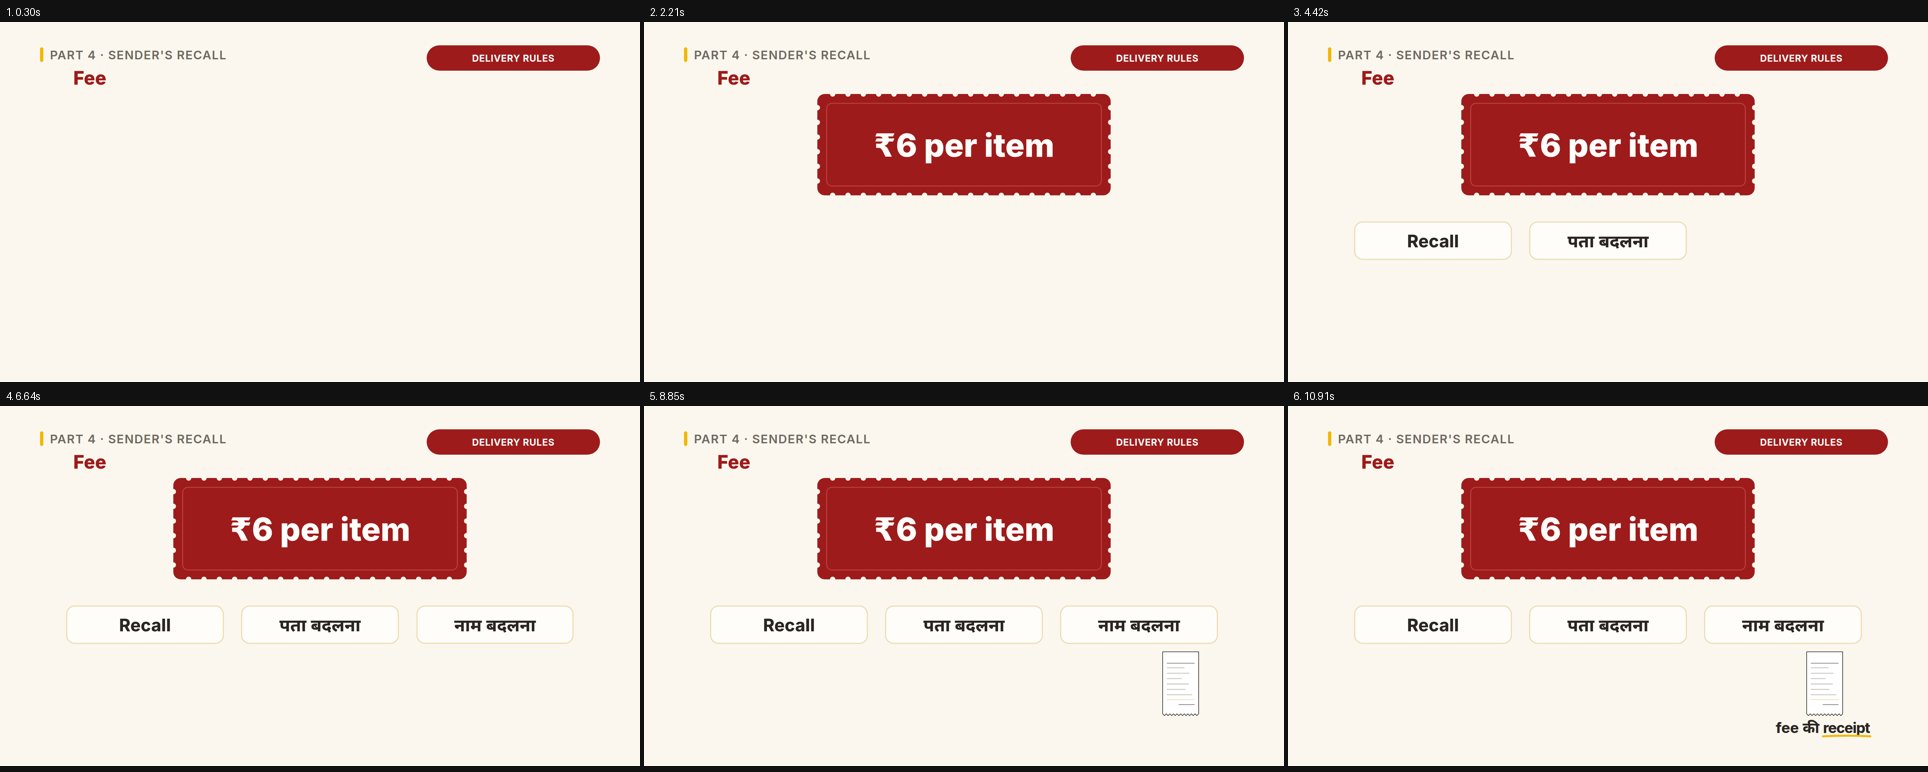 1. 0.30s
PART 4 · SENDER'S RECALL
DELIVERY RULES
Fee
2. 2.21s
PART 4 · SENDER'S RECALL
DELIVERY RULES
Fee
₹6 per item
3. 4.42s
PART 4 · SENDER'S RECALL
DELIVERY RULES
Fee
₹6 per item
Recall
पता बदलना
4. 6.64s
PART 4 · SENDER'S RECALL
DELIVERY RULES
Fee
₹6 per item
Recall
पता बदलना
नाम बदलना
5. 8.85s
PART 4 · SENDER'S RECALL
DELIVERY RULES
Fee
₹6 per item
Recall
पता बदलना
नाम बदलना
6. 10.91s
PART 4 · SENDER'S RECALL
DELIVERY RULES
Fee
₹6 per item
Recall
पता बदलना
नाम बदलना
fee की receipt